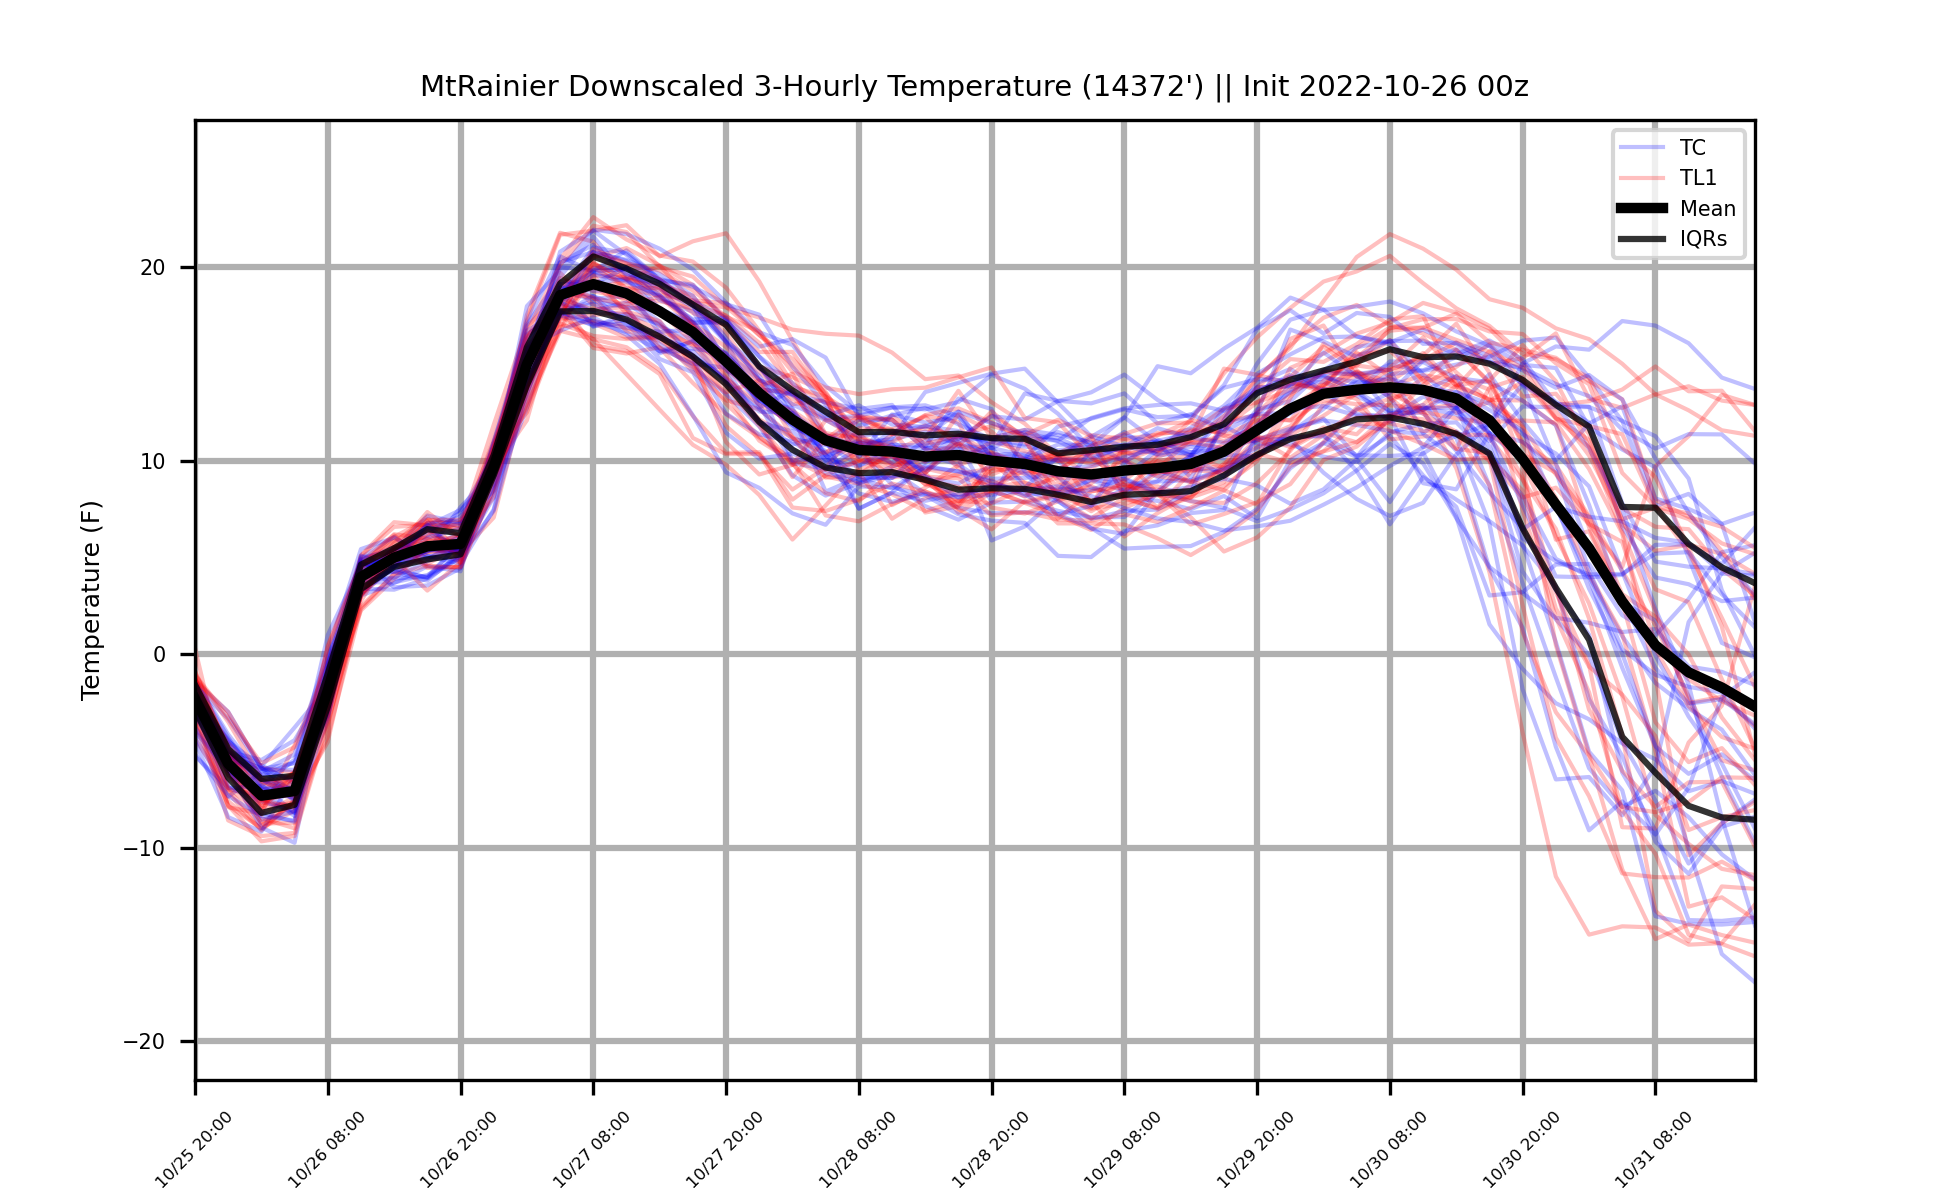 MtRainier Downscaled 3-Hourly Temperature (14372') || Init 2022-10-26 00z
TC
TL1
Mean
IQRs
Temperature (F)
20
10
0
−10
−20
10/25 20:00
10/26 08:00
10/26 20:00
10/27 08:00
10/27 20:00
10/28 08:00
10/28 20:00
10/29 08:00
10/29 20:00
10/30 08:00
10/30 20:00
10/31 08:00